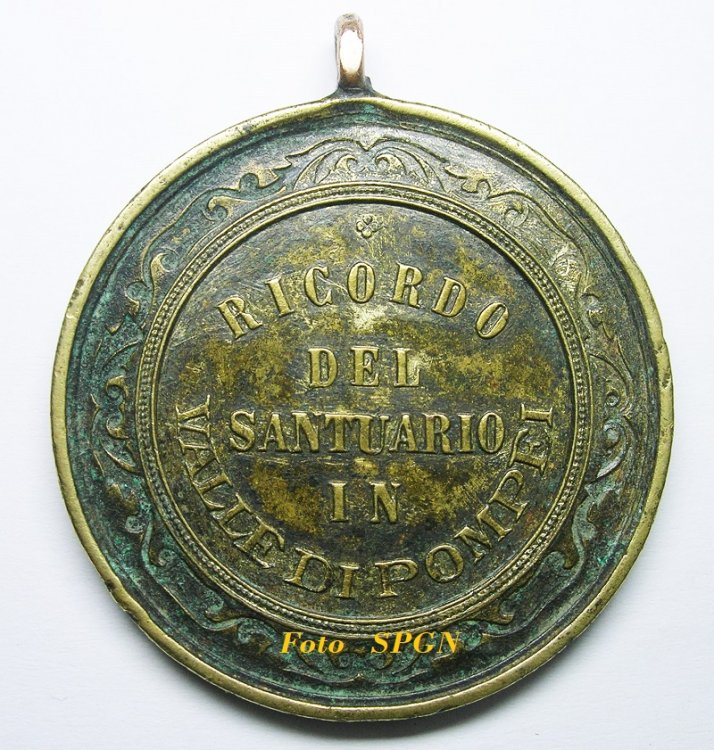 RICORDO
DEL
SANTUARIO
IN
VALLE DI POMPEI
Foto SPGN